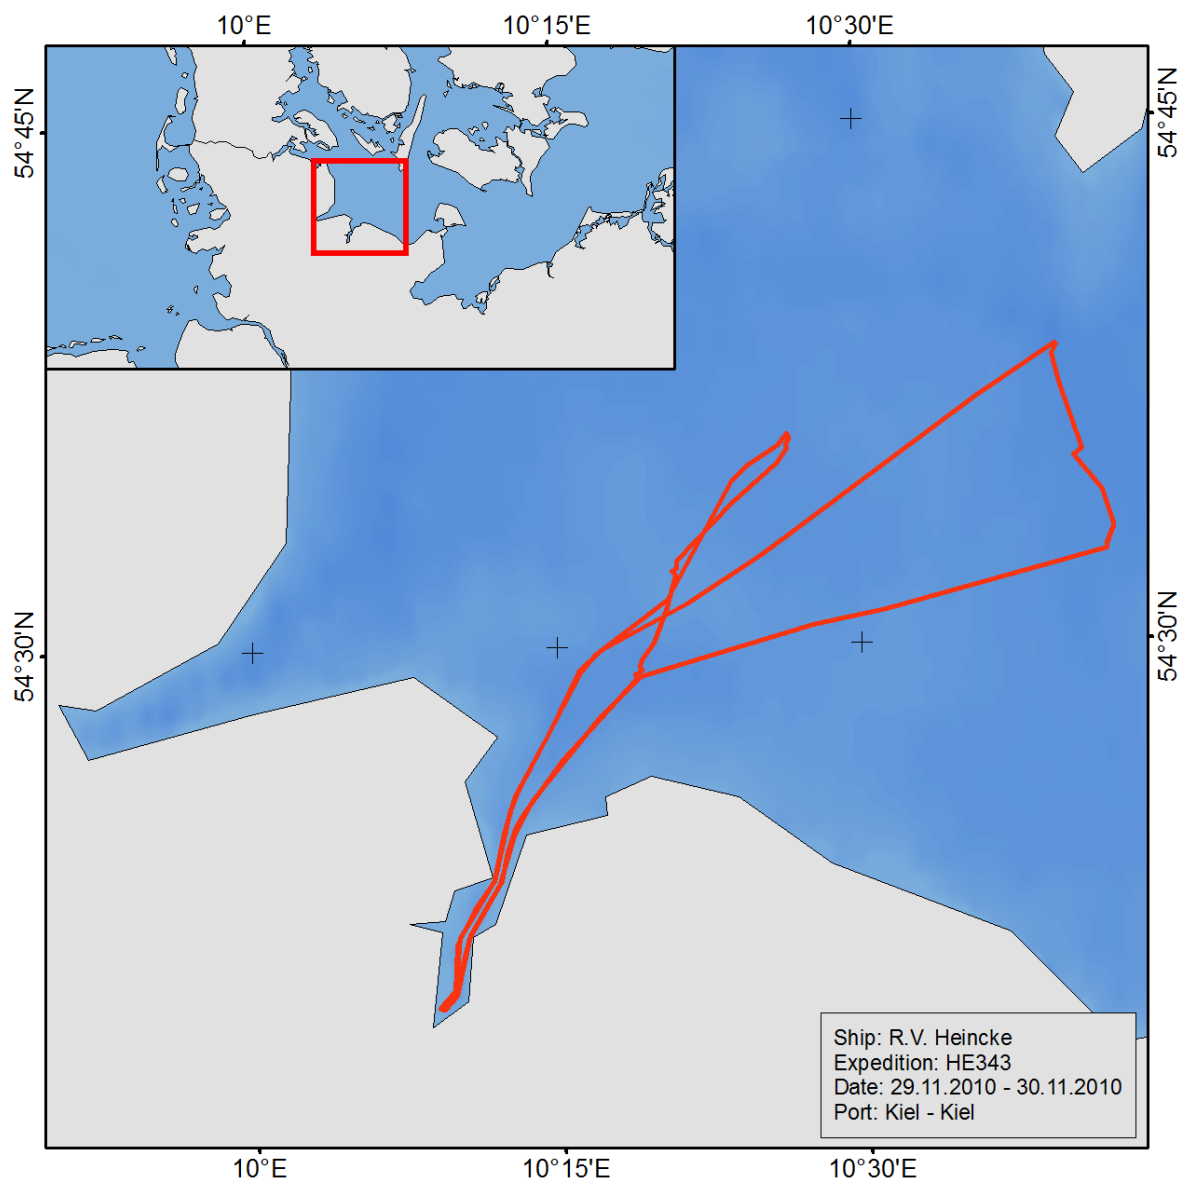 10°E 10°15'E 10°30'E
54°45'N 54°45'N
54°30'N 54°30'N
Ship: R.V. Heincke
Expedition: HE343
Date: 29.11.2010 - 30.11.2010
Port: Kiel - Kiel
10°E 10°15'E 10°30'E